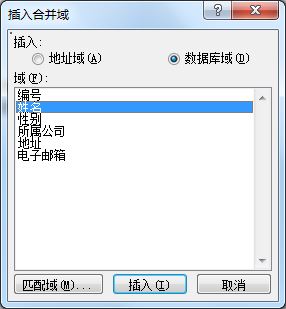 插入合并域
插入:
地址域(A)
数据库域(D)
域(F):
编号
姓名
性别
所属公司
地址
电子邮箱
匹配域(M)...
插入(I)
取消